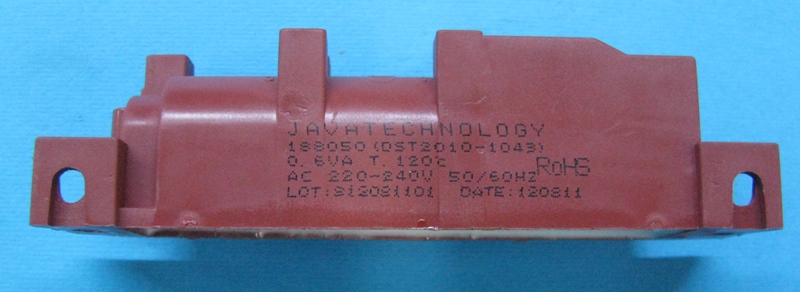 JAVATECHNOLOGY
188050(DST2010-1043)
0.6VA T.120℃
RoHS
AC 220-240V 50/60HZ
LOT:912081101 DATE:120811